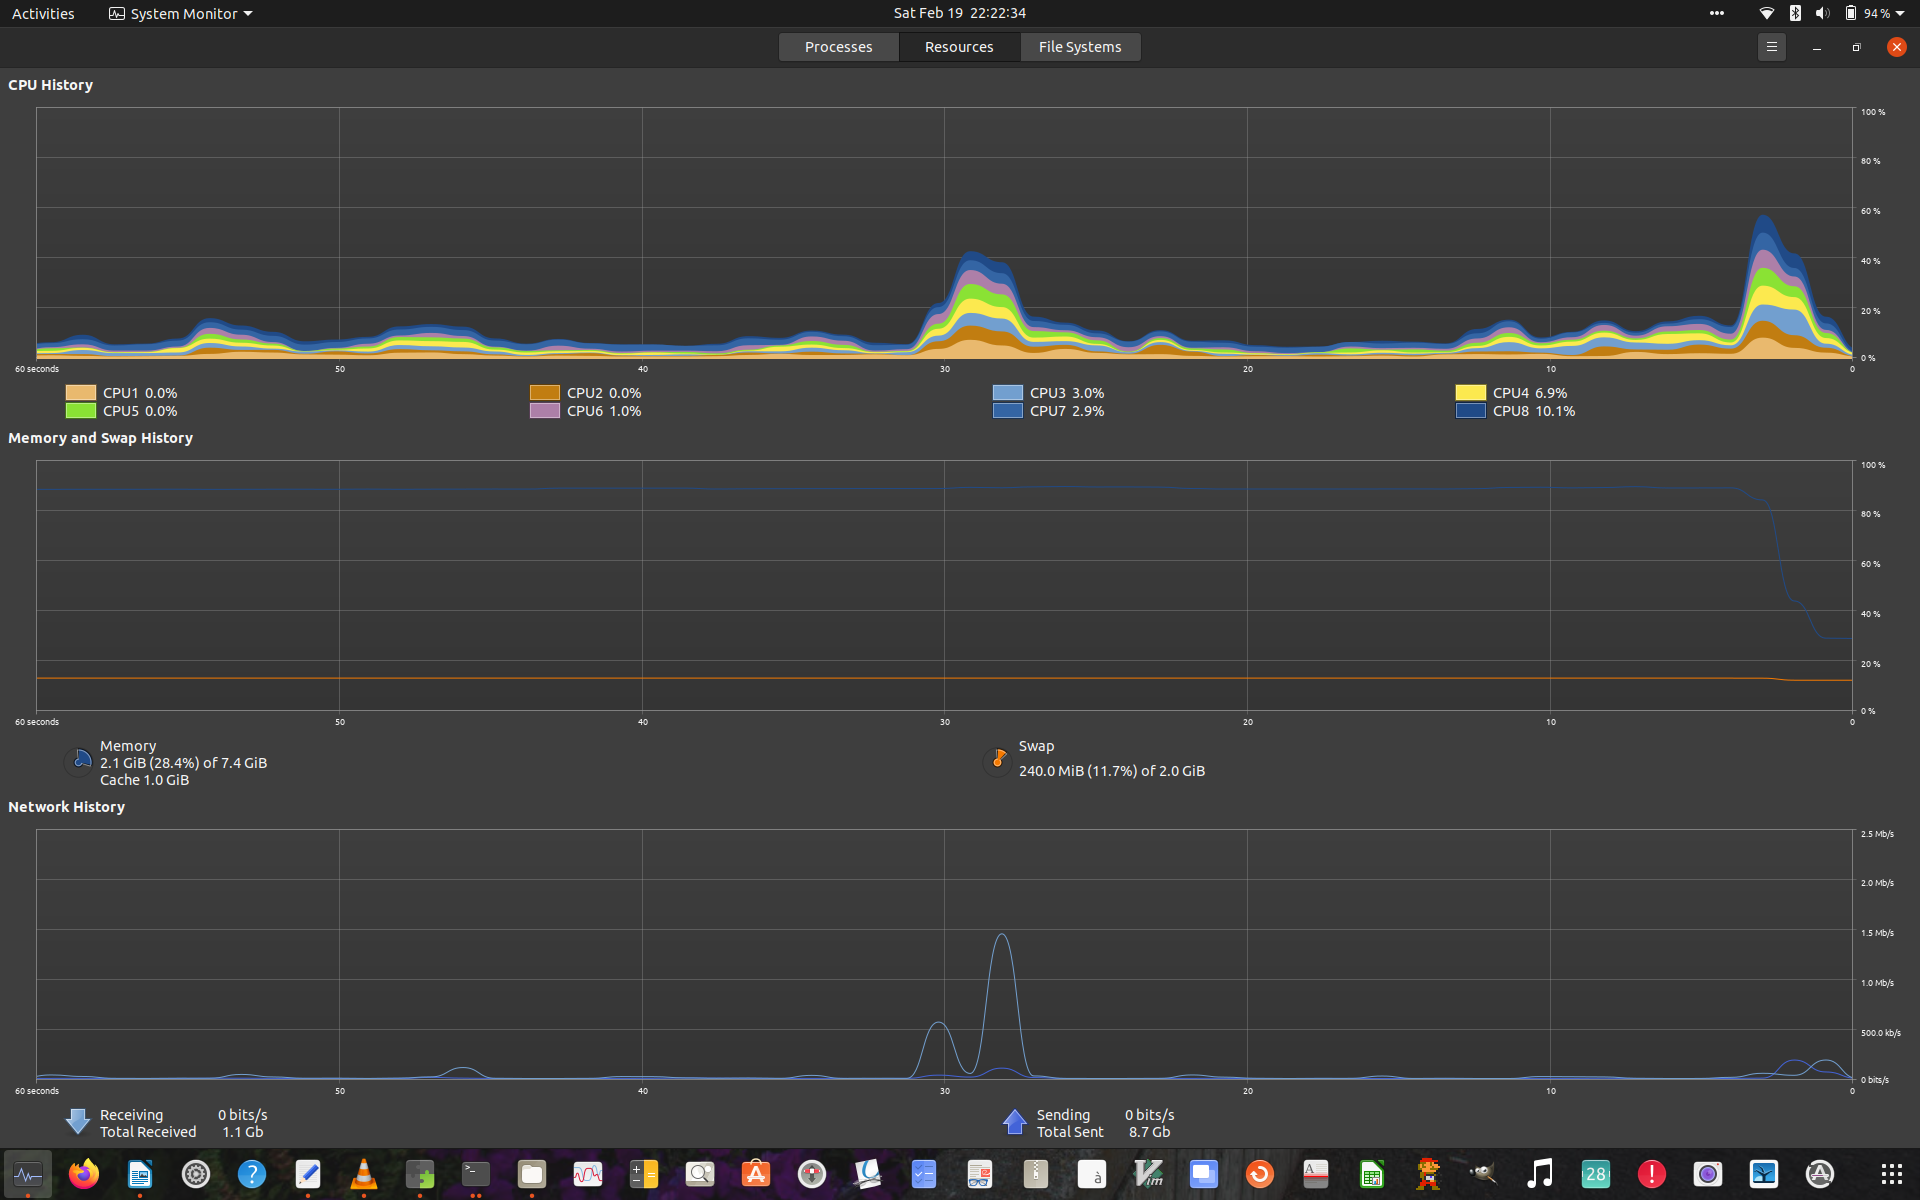 Activities System Monitor Sat Feb 19 22:22:34 94 %
Processes Resources File Systems
CPU History
100 %
80 %
60 %
40 %
20 %
0 %
60 seconds 50 40 30 20 10 0
CPU1 0.0% CPU2 0.0% CPU3 3.0% CPU4 6.9%
CPU5 0.0% CPU6 1.0% CPU7 2.9% CPU8 10.1%
Memory and Swap History
100 %
80 %
60 %
40 %
20 %
0 %
60 seconds 50 40 30 20 10 0
Memory
2.1 GiB (28.4%) of 7.4 GiB
Cache 1.0 GiB
Swap
240.0 MiB (11.7%) of 2.0 GiB
Network History
2.5 Mb/s
2.0 Mb/s
1.5 Mb/s
1.0 Mb/s
500.0 kb/s
0 bits/s
60 seconds 50 40 30 20 10 0
Receiving 0 bits/s
Total Received 1.1 Gb
Sending 0 bits/s
Total Sent 8.7 Gb
? >_ A à Vim A 28 !